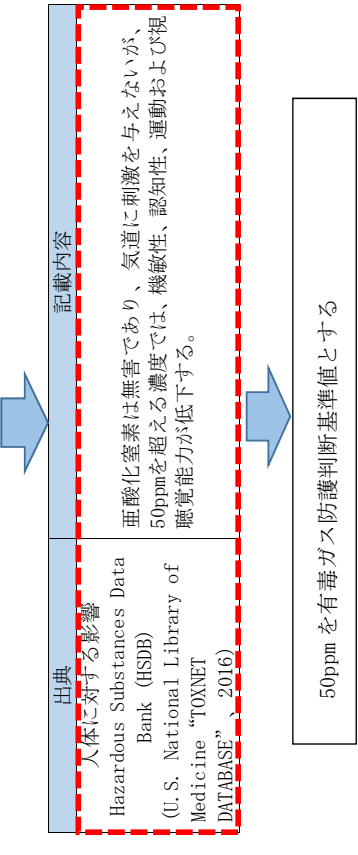 出典
記載内容
人体に対する影響
Hazardous Substances Data
Bank (HSDB)
(U.S. National Library of
Medicine “TOXNET
DATABASE”、2016)
亜酸化窒素は無害であり、気道に刺激を与えないが、
50ppmを超える濃度では、機敏性、認知性、運動および視
聴覚能力が低下する。
50ppm を有毒ガス防護判断基準値とする